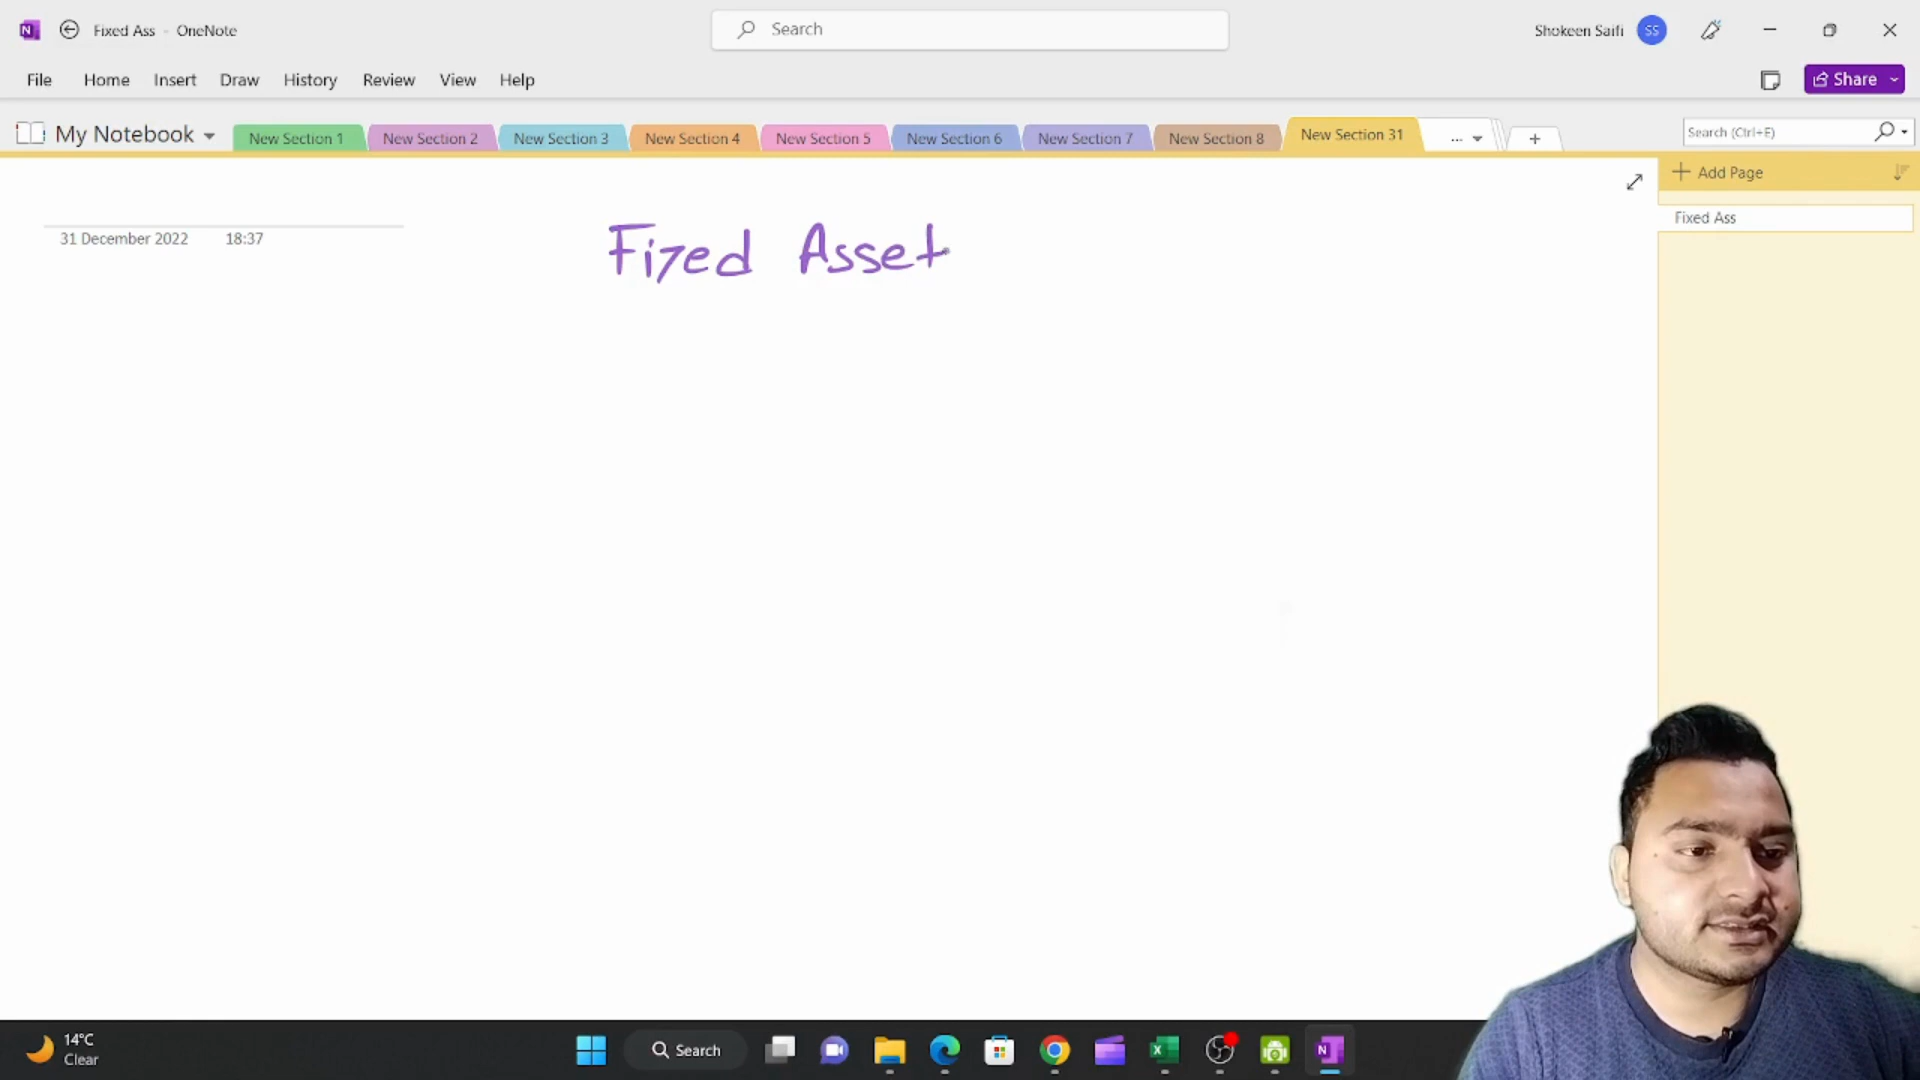 Fixed Ass - OneNote
Search
Shokeen Saifi
SS
File Home Insert Draw History Review View Help
Share
My Notebook
New Section 1
New Section 2
New Section 3
New Section 4
New Section 5
New Section 6
New Section 7
New Section 8
New Section 31
...
Search (Ctrl+E)
Add Page
Fixed Ass
31 December 2022 18:37
Fixed Asset
14°C
Clear
Search